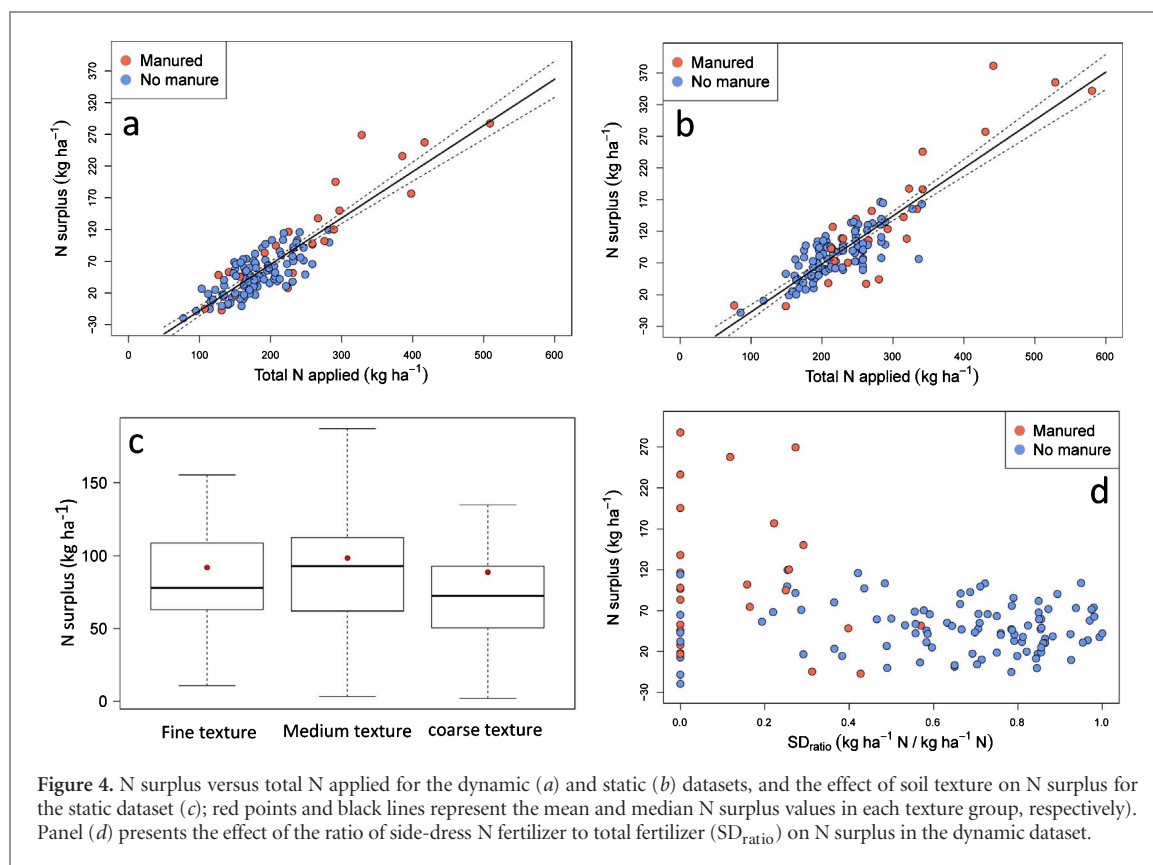 Manured
No manure
a
N surplus (kg ha⁻¹)
370
320
270
220
170
120
70
20
−30
0 100 200 300 400 500 600
Total N applied (kg ha⁻¹)
Manured
No manure
b
N surplus (kg ha⁻¹)
370
320
270
220
170
120
70
20
−30
0 100 200 300 400 500 600
Total N applied (kg ha⁻¹)
c
N surplus (kg ha⁻¹)
150
100
50
0
Fine texture Medium texture coarse texture
Manured
No manure
d
N surplus (kg ha⁻¹)
270
220
170
120
70
20
−30
0.0 0.2 0.4 0.6 0.8 1.0
SDratio (kg ha⁻¹ N / kg ha⁻¹ N)
Figure 4. N surplus versus total N applied for the dynamic (a) and static (b) datasets, and the effect of soil texture on N surplus for
the static dataset (c); red points and black lines represent the mean and median N surplus values in each texture group, respectively).
Panel (d) presents the effect of the ratio of side-dress N fertilizer to total fertilizer (SDratio) on N surplus in the dynamic dataset.